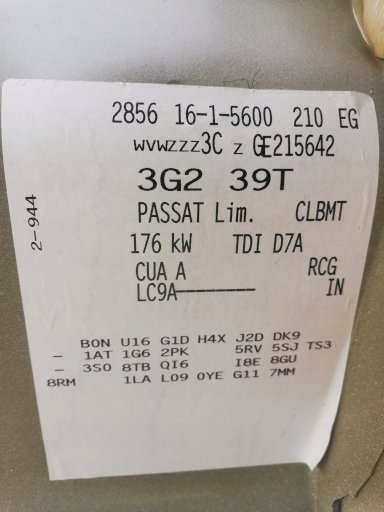 2856 16-1-5600 210 EG
WVWZZZ3C Z GE215642
3G2 39T
PASSAT Lim. CLBMT
176 kW TDI D7A
CUA A RCG
LC9A-------- IN
2-944
B0N U16 G1D H4X J2D DK9
– 1AT 1G6 2PK 5RV 5SJ TS3
– 3S0 8TB QI6 I8E 8GU
8RM 1LA L09 0YE G11 7MM